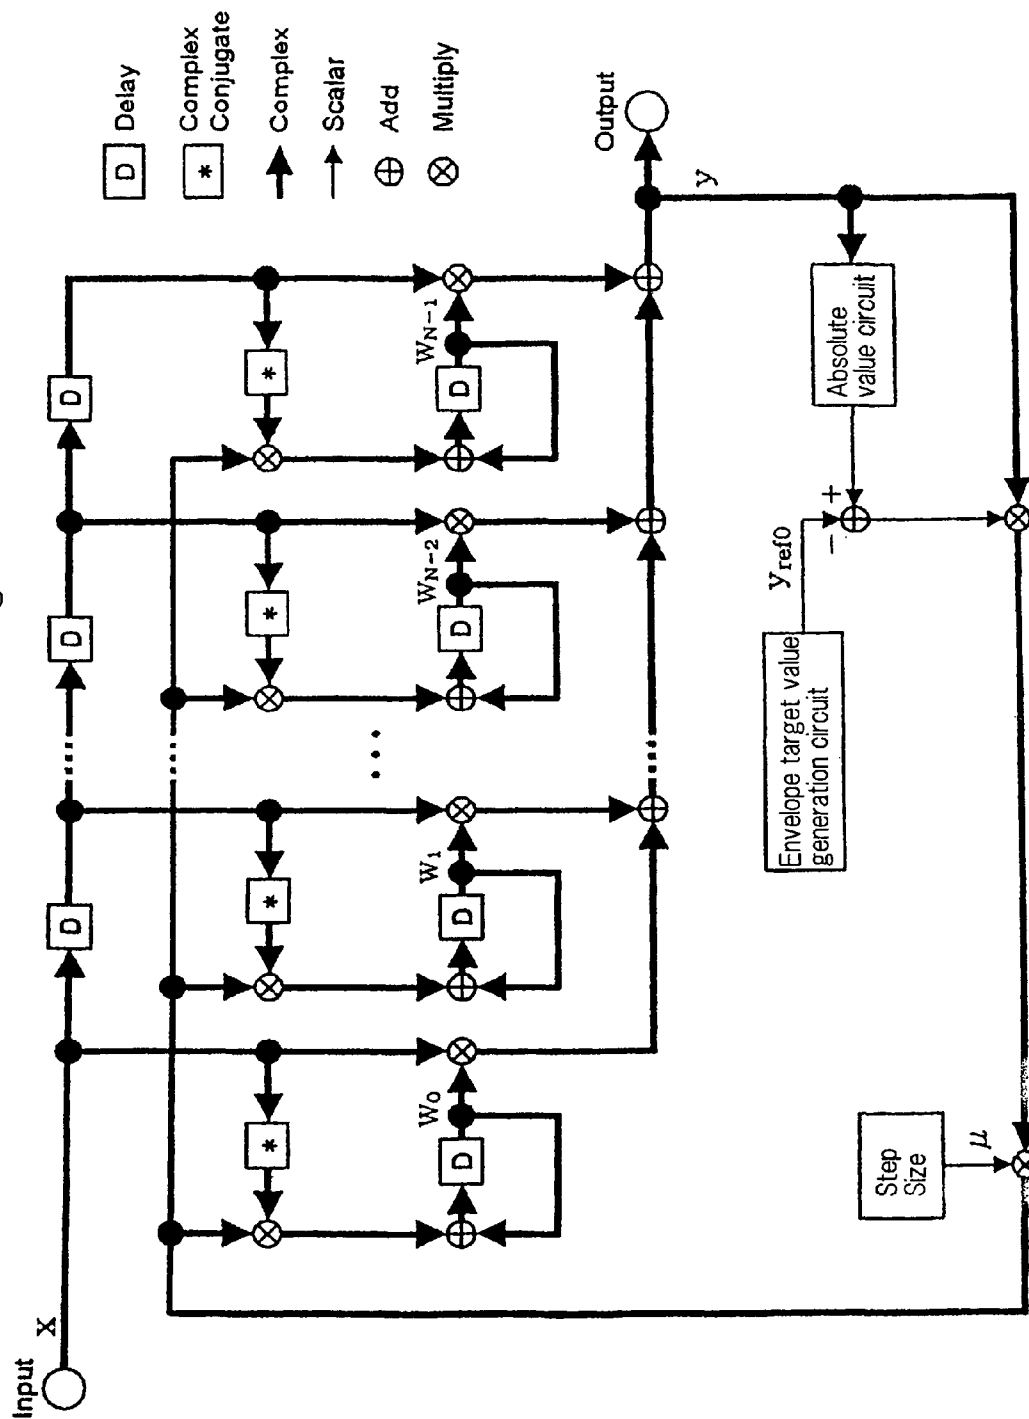 Input
X
D
D
D
D
Delay
*
Complex
Conjugate
Complex
Scalar
Add
Multiply
*
*
*
*
W0
W1
WN-2
WN-1
D
D
D
D
Output
y
Absolute
value circuit
+
-
yref0
Envelope target value
generation circuit
Step
Size
μ